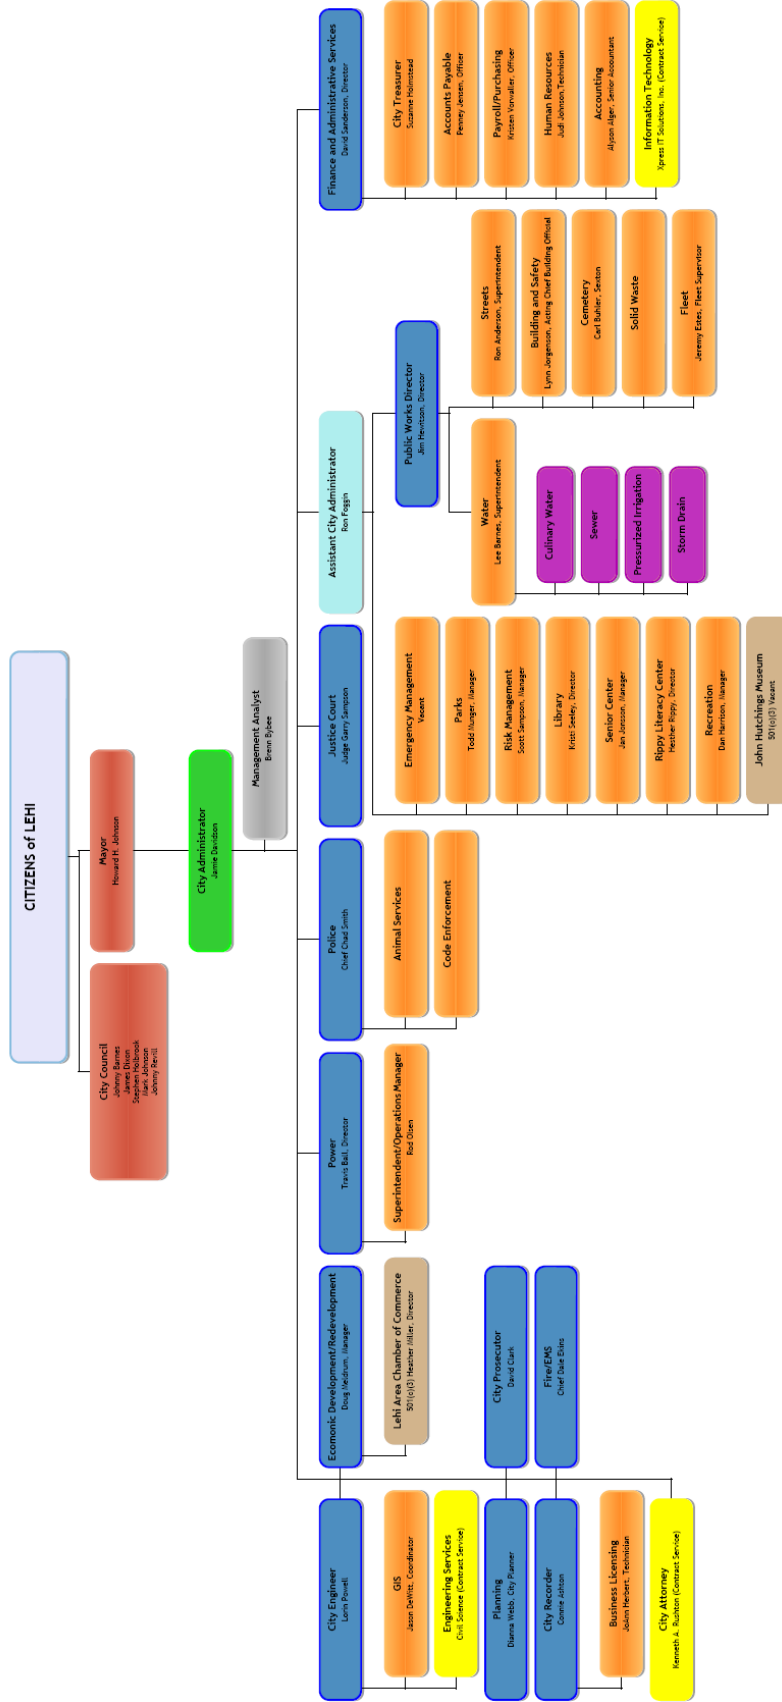 CITIZENS of LEHI
City Council
Johnny Barnes
James Dixon
Stephen Holbrook
Mark Johnson
Johnny Revill
Mayor
Howard H. Johnson
City Administrator
Jamie Davidson
Management Analyst
Brenn Bybee
City Engineer
Lorin Powell
GIS
Jason DeWitt, Coordinator
Engineering Services
Civil Science (Contract Service)
Planning
Dianna Webb, City Planner
City Recorder
Connie Ashton
Business Licensing
JoAnn Herbert, Technician
City Attorney
Kenneth A. Rushton (Contract Service)
Ecomonic Development/Redevelopment
Doug Meldrum, Manager
Lehi Area Chamber of Commerce
501(c)(3) Heather Miller, Director
City Prosecutor
David Clark
Fire/EMS
Chief Dale Ekins
Power
Travis Ball, Director
Superintendent/Operations Manager
Rod Olsen
Police
Chief Chad Smith
Animal Services
Code Enforcement
Justice Court
Judge Garry Sampson
Assistant City Administrator
Ron Foggin
Emergency Management
Vacant
Parks
Todd Munger, Manager
Risk Management
Scott Sampson, Manager
Library
Kristi Seeley, Director
Senior Center
Jan Jorsson, Manager
Rippy Literacy Center
Hesther Rippy, Director
Recreation
Dan Harrison, Manager
John Hutchings Museum
501(c)(3) Vacant
Public Works Director
Jim Hewitson, Director
Water
Lee Barnes, Superintendent
Culinary Water
Sewer
Pressurized Irrigation
Storm Drain
Streets
Ron Anderson, Superintendent
Building and Safety
Lynn Jorgenson, Acting Chief Building Official
Cemetery
Carl Buhler, Sexton
Solid Waste
Fleet
Jeremy Estes, Fleet Supervisor
Finance and Administrative Services
David Sanderson, Director
City Treasurer
Suzanne Holmstead
Accounts Payable
Penney Jensen, Officer
Payroll/Purchasing
Kristen Vorwaller, Officer
Human Resources
Judi Johnson, Technician
Accounting
Alyson Alger, Senior Accountant
Information Technology
Xpress IT Solutions, Inc. (Contract Service)